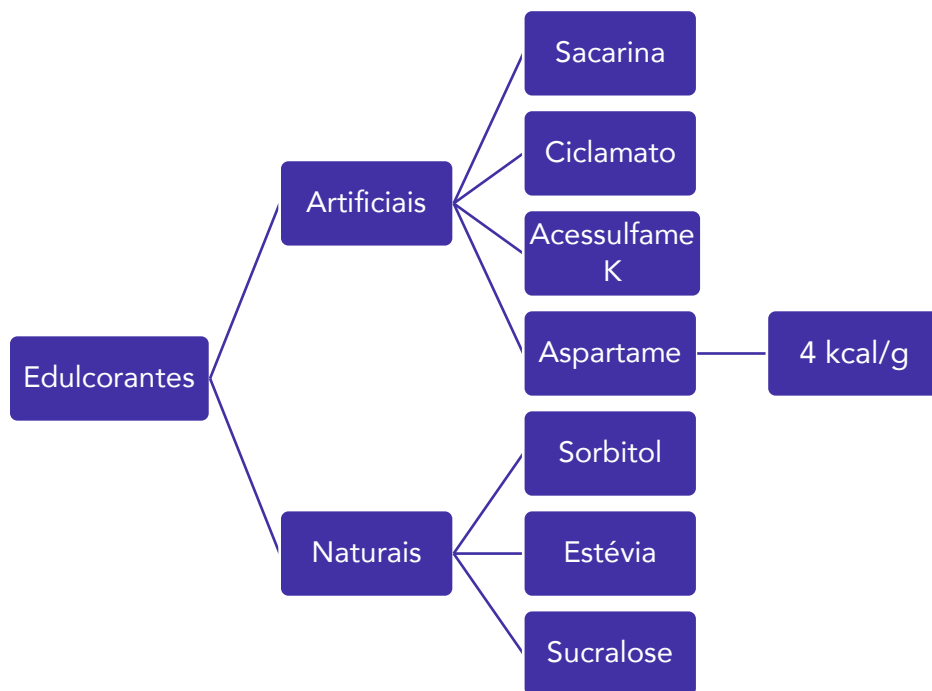 Edulcorantes
Artificiais
Sacarina
Ciclamato
Acessulfame
K
Aspartame
4 kcal/g
Naturais
Sorbitol
Estévia
Sucralose